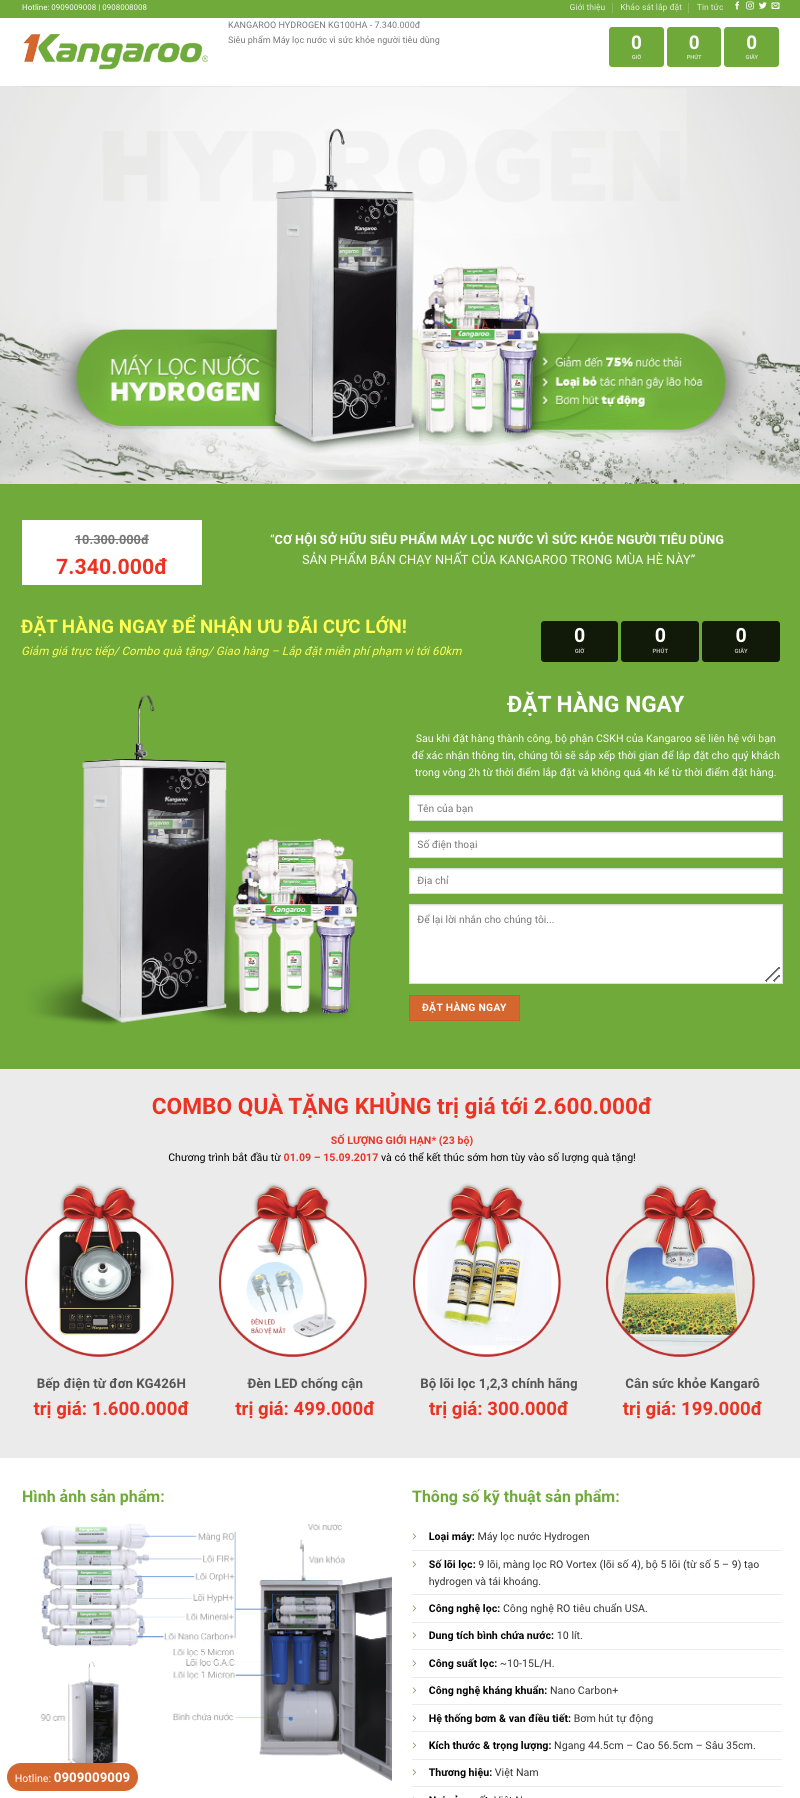 Hotline: 0909009008 | 0908008008
Giới thiệu
Khảo sát lắp đặt
Tin tức
Kangaroo
KANGAROO HYDROGEN KG100HA - 7.340.000đ
Siêu phẩm Máy lọc nước vì sức khỏe người tiêu dùng
0 0 0
GIỜ PHÚT GIÂY
HYDROGEN
Kangaroo
Kangaroo
MÁY LỌC NƯỚC
HYDROGEN
Giảm đến 75% nước thải
Loại bỏ tác nhân gây lão hóa
Bơm hút tự động
10.300.000đ
7.340.000đ
“CƠ HỘI SỞ HỮU SIÊU PHẨM MÁY LỌC NƯỚC VÌ SỨC KHỎE NGƯỜI TIÊU DÙNG
SẢN PHẨM BÁN CHẠY NHẤT CỦA KANGAROO TRONG MÙA HÈ NÀY”
ĐẶT HÀNG NGAY ĐỂ NHẬN ƯU ĐÃI CỰC LỚN!
Giảm giá trực tiếp/ Combo quà tặng/ Giao hàng – Lắp đặt miễn phí phạm vi tới 60km
0 0 0
GIỜ PHÚT GIÂY
Kangaroo
Kangaroo
ĐẶT HÀNG NGAY
Sau khi đặt hàng thành công, bộ phận CSKH của Kangaroo sẽ liên hệ với bạn
để xác nhận thông tin, chúng tôi sẽ sắp xếp thời gian để lắp đặt cho quý khách
trong vòng 2h từ thời điểm lắp đặt và không quá 4h kể từ thời điểm đặt hàng.
Tên của bạn
Số điện thoại
Địa chỉ
Để lại lời nhắn cho chúng tôi...
ĐẶT HÀNG NGAY
COMBO QUÀ TẶNG KHỦNG trị giá tới 2.600.000đ
SỐ LƯỢNG GIỚI HẠN* (23 bộ)
Chương trình bắt đầu từ 01.09 – 15.09.2017 và có thể kết thúc sớm hơn tùy vào số lượng quà tặng!
ĐÈN LED
BẢO VỆ MẮT
Bếp điện từ đơn KG426H
trị giá: 1.600.000đ
Đèn LED chống cận
trị giá: 499.000đ
Bộ lõi lọc 1,2,3 chính hãng
trị giá: 300.000đ
Cân sức khỏe Kangarô
trị giá: 199.000đ
Hình ảnh sản phẩm:
Màng RO
Lõi FIR+
Lõi OrpH+
Lõi HypH+
Lõi Mineral+
Lõi Nano Carbon+
Lõi lọc 5 Micron
Lõi lọc G.A.C
Lõi lọc 1 Micron
Bình chứa nước
Vòi nước
Van khóa
90 cm
Thông số kỹ thuật sản phẩm:
Loại máy: Máy lọc nước Hydrogen
Số lõi lọc: 9 lõi, màng lọc RO Vortex (lõi số 4), bộ 5 lõi (từ số 5 – 9) tạo
hydrogen và tái khoáng.
Công nghệ lọc: Công nghệ RO tiêu chuẩn USA.
Dung tích bình chứa nước: 10 lít.
Công suất lọc: ~10-15L/H.
Công nghệ kháng khuẩn: Nano Carbon+
Hệ thống bơm & van điều tiết: Bơm hút tự động
Kích thước & trọng lượng: Ngang 44.5cm – Cao 56.5cm – Sâu 35cm.
Thương hiệu: Việt Nam
Hotline: 0909009009